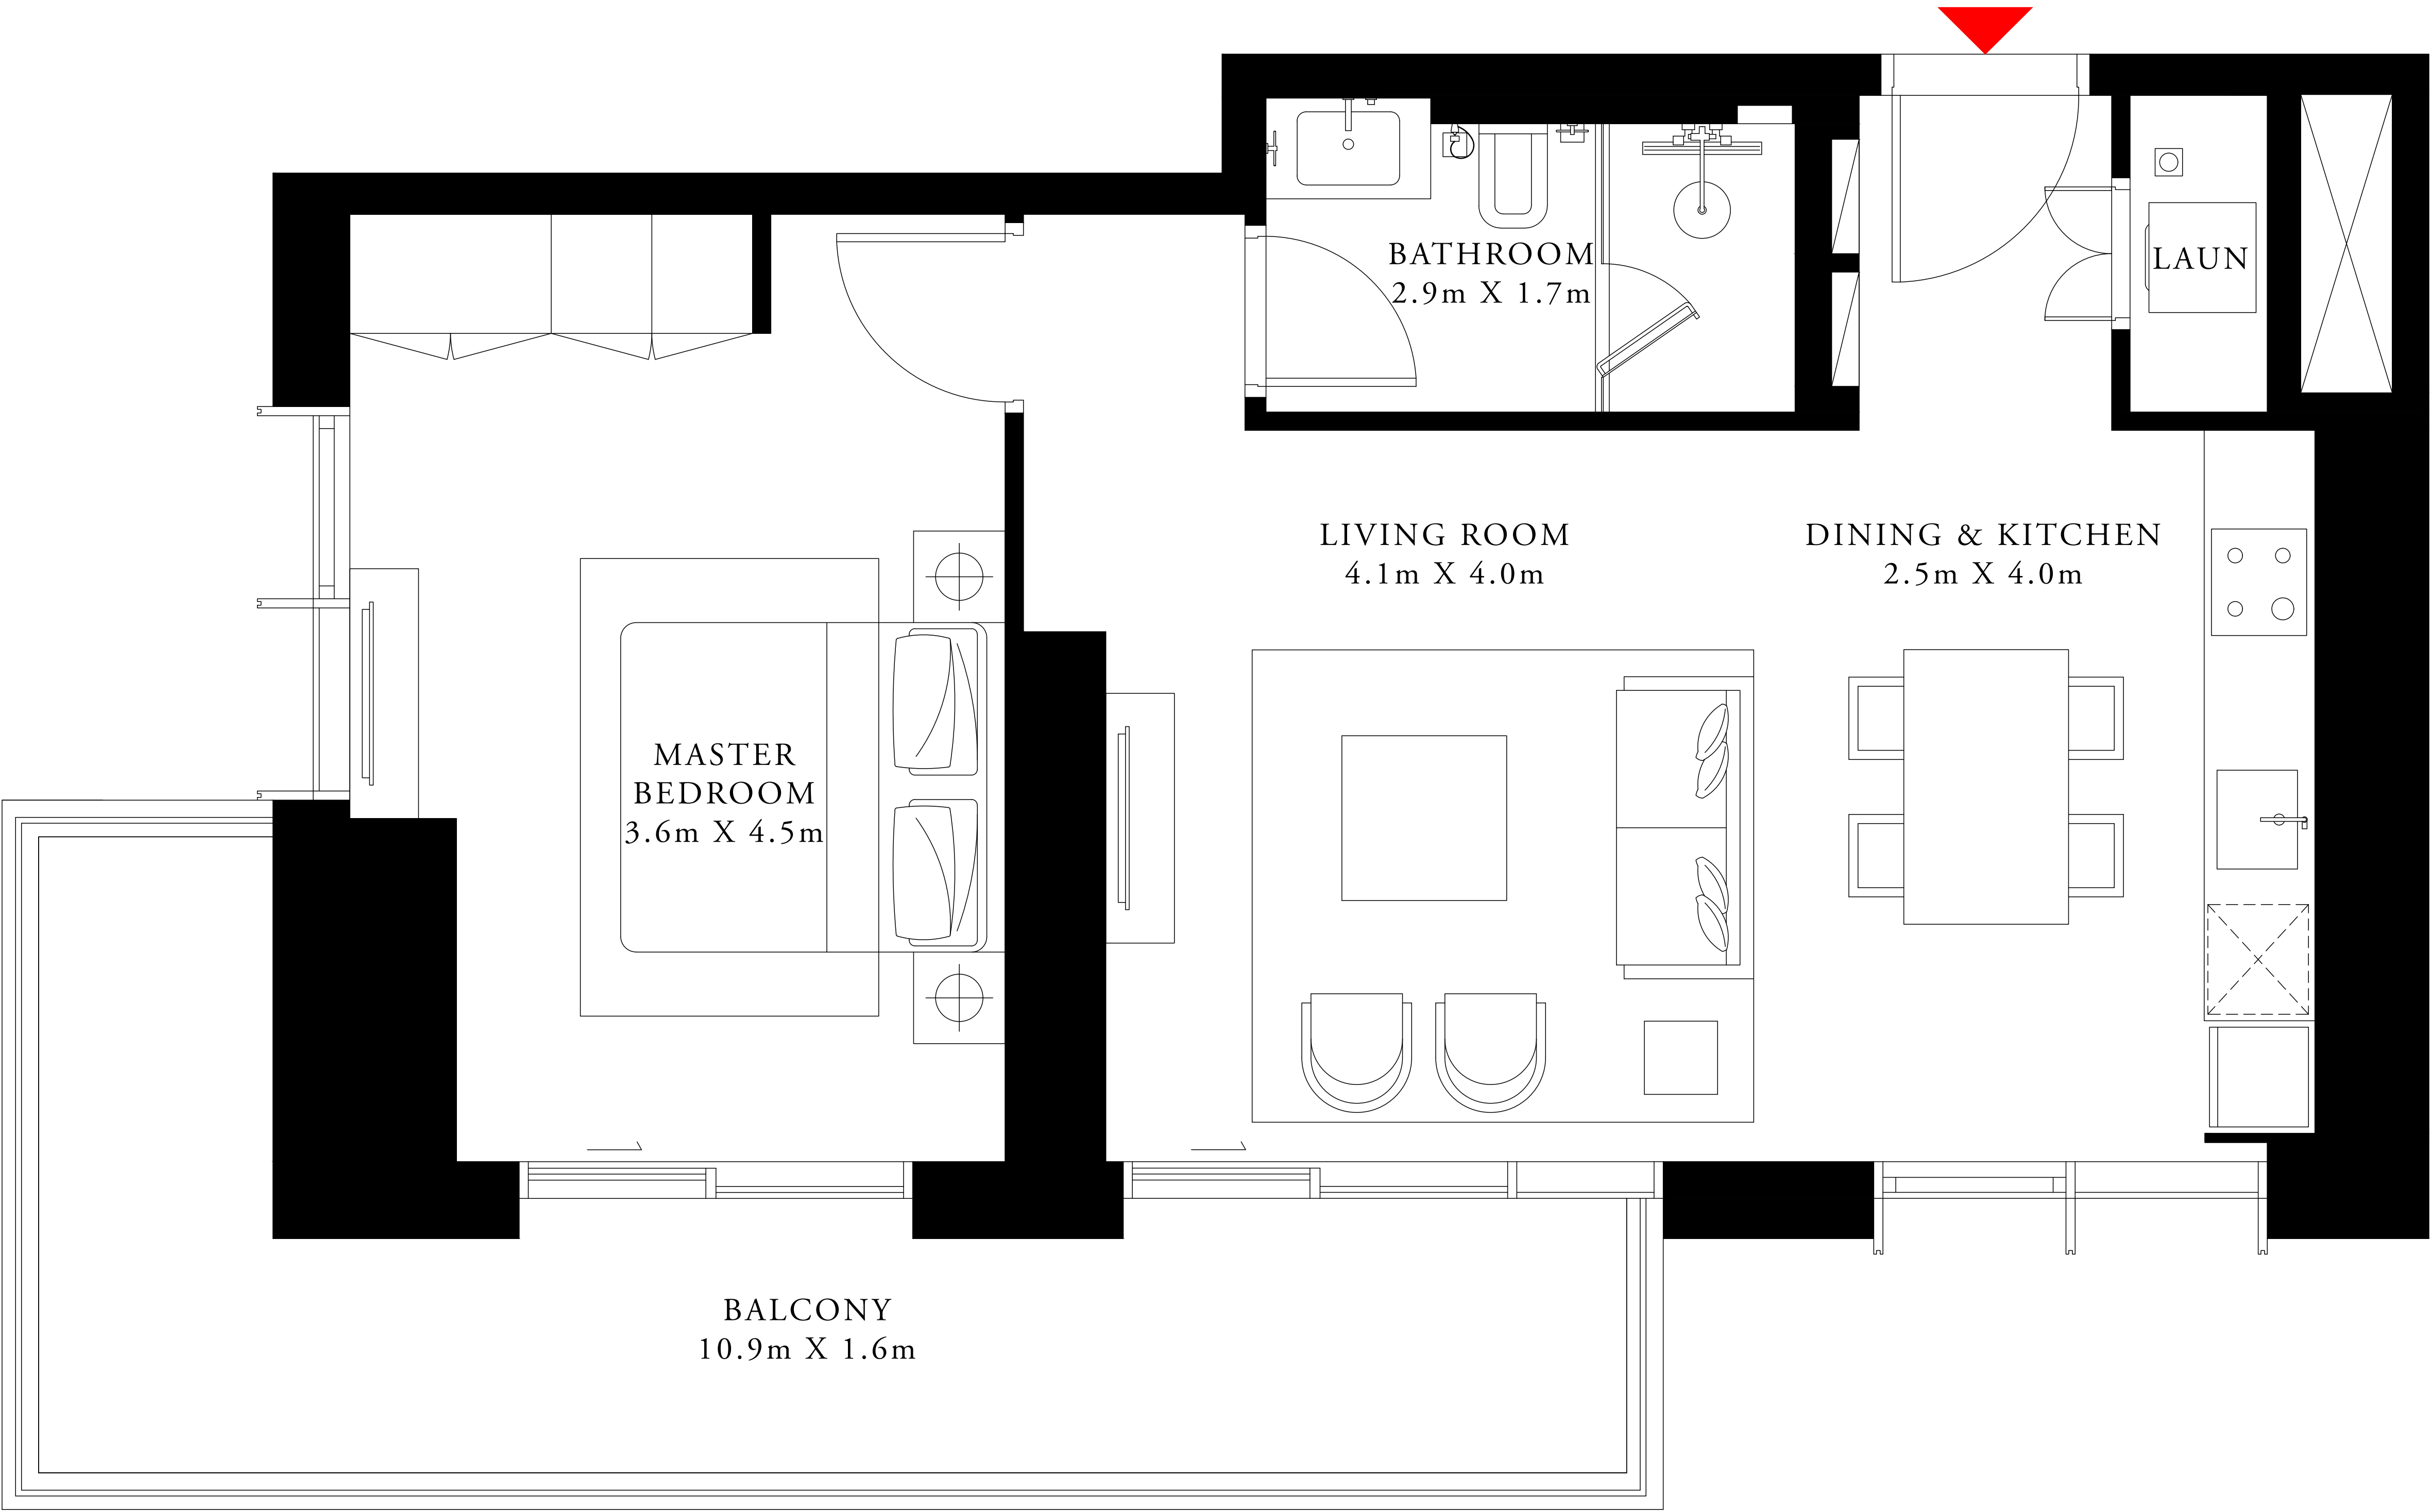 BATHROOM
2.9m X 1.7m
LAUN
LIVING ROOM
4.1m X 4.0m
DINING & KITCHEN
2.5m X 4.0m
MASTER
BEDROOM
3.6m X 4.5m
BALCONY
10.9m X 1.6m